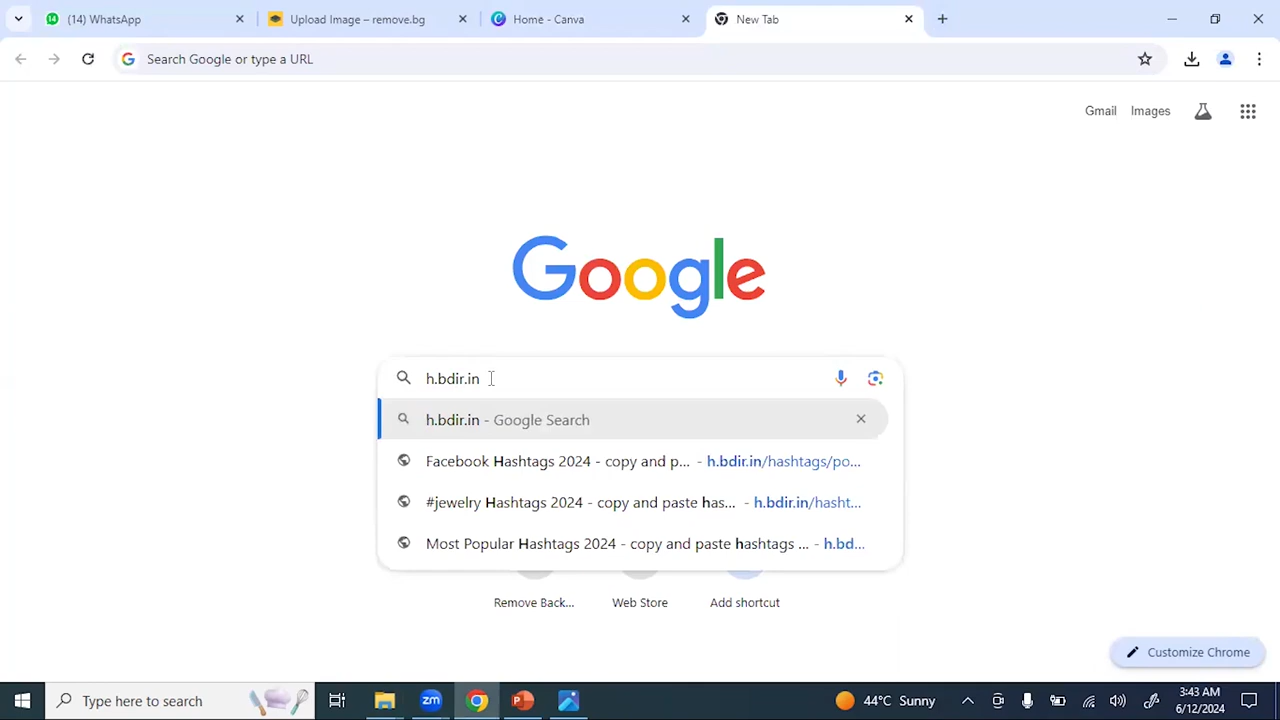 (14) WhatsApp
Upload Image – remove.bg
Home - Canva
New Tab
Search Google or type a URL
Gmail Images
Google
h.bdir.in
h.bdir.in - Google Search
Facebook Hashtags 2024 - copy and p... - h.bdir.in/hashtags/po...
#jewelry Hashtags 2024 - copy and paste has... - h.bdir.in/hasht...
Most Popular Hashtags 2024 - copy and paste hashtags ... - h.bd...
Remove Back... Web Store Add shortcut
Customize Chrome
Type here to search
44°C Sunny
3:43 AM
6/12/2024